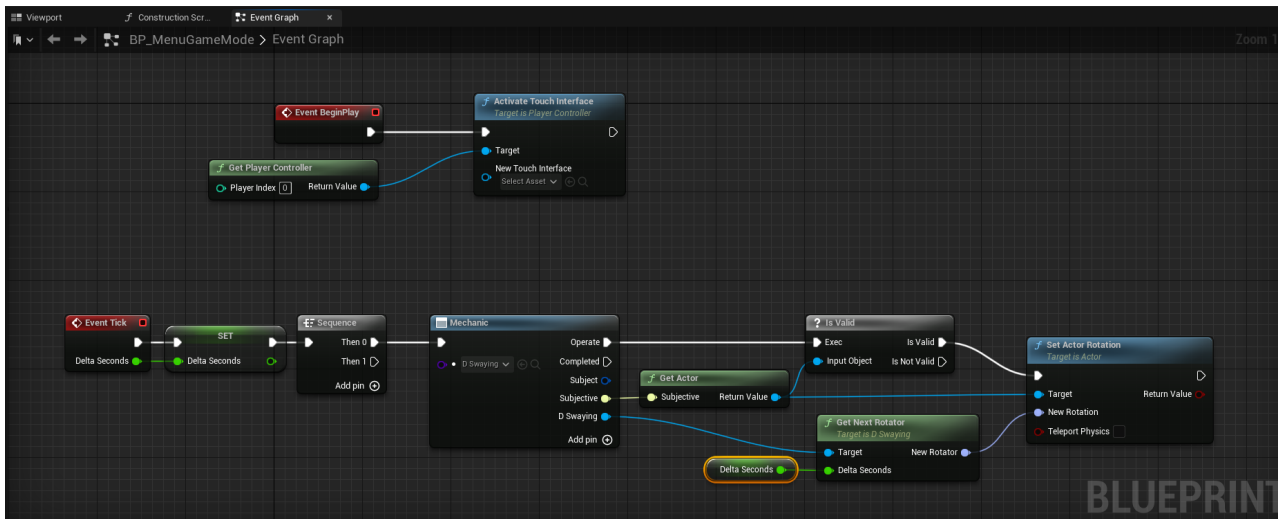 Viewport
Construction Scr...
Event Graph
BP_MenuGameMode > Event Graph
Zoom 1
Event BeginPlay
Activate Touch Interface
Target is Player Controller
Target
New Touch Interface
Select Asset
Get Player Controller
Player Index 0 Return Value
Event Tick
Delta Seconds
SET
Delta Seconds
Sequence
Then 0
Then 1
Add pin
Mechanic
Operate
D Swaying Completed
Subject
Subjective
D Swaying
Add pin
Get Actor
Subjective Return Value
Is Valid
Exec Is Valid
Input Object Is Not Valid
Delta Seconds
Get Next Rotator
Target is D Swaying
Target New Rotator
Delta Seconds
Set Actor Rotation
Target is Actor
Target Return Value
New Rotation
Teleport Physics
BLUEPRINT